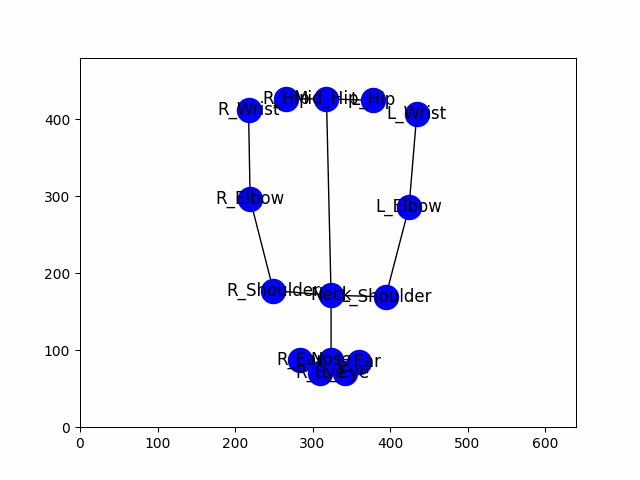 R_Hip Mid_Hip L_Hip
R_Wrist L_Wrist
400
R_Elbow L_Elbow
300
R_Shoulder Neck L_Shoulder
200
R_Ear Nose L_Ear
100
R_Eye L_Eye
0
0 100 200 300 400 500 600